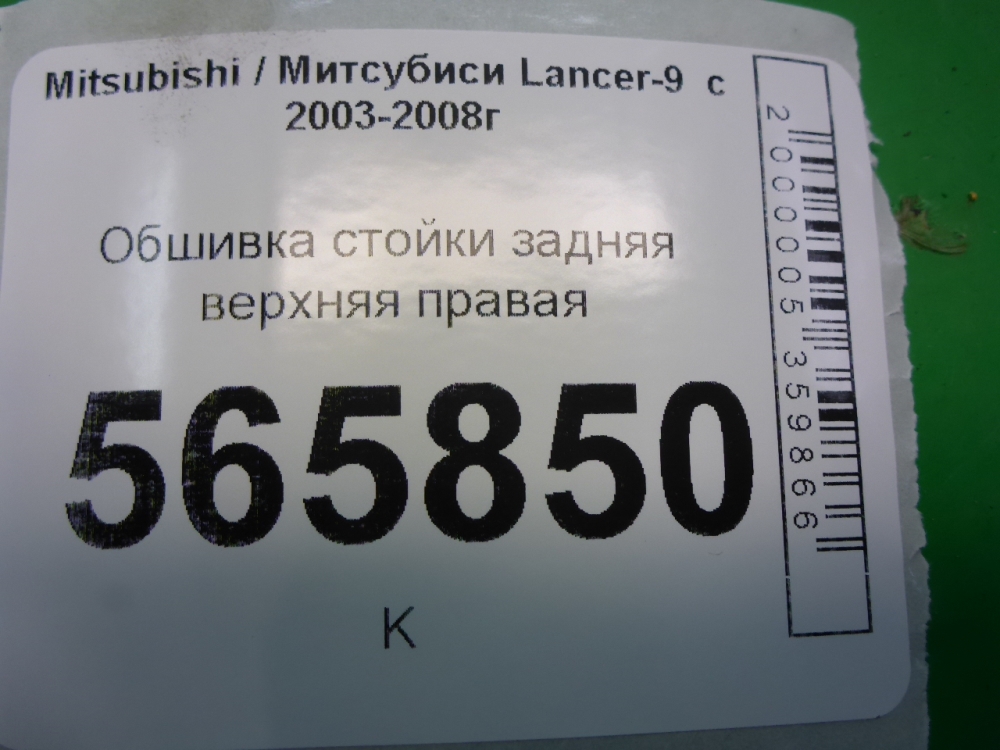 Mitsubishi / Митсубиси Lancer-9 с
2003-2008г
Обшивка стойки задняя
верхняя правая
565850
К
2000005359866